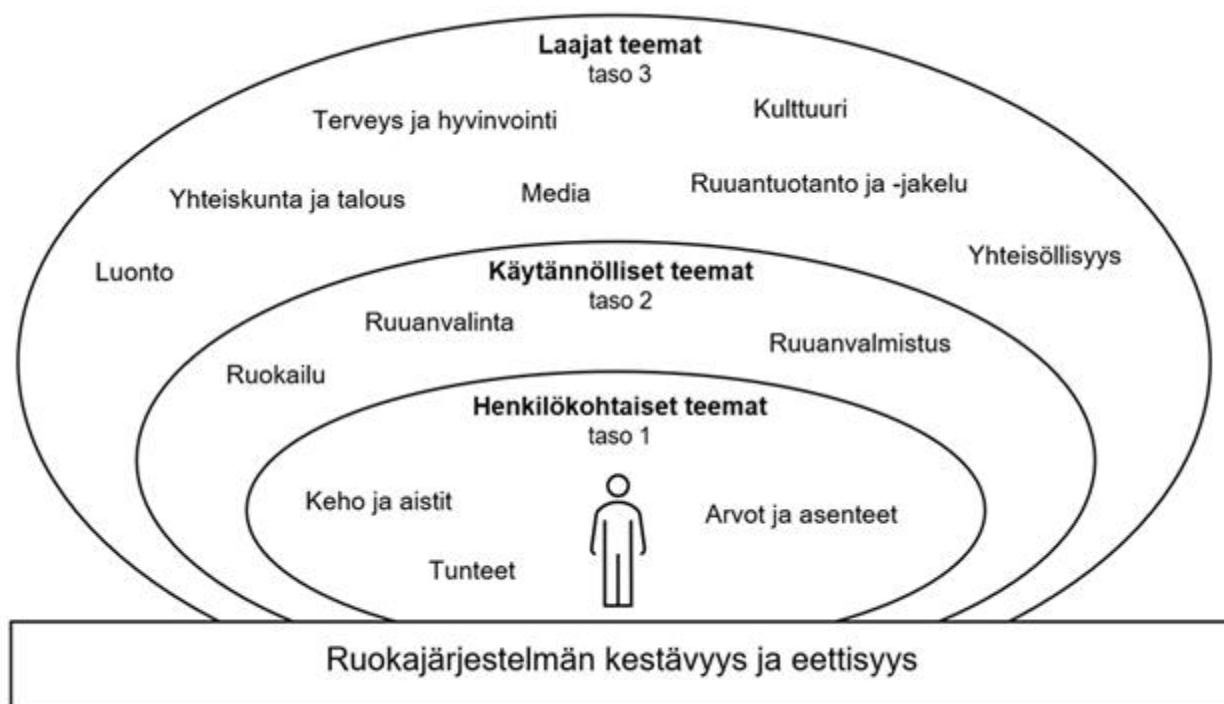 Laajat teemat
taso 3
Terveys ja hyvinvointi
Kulttuuri
Yhteiskunta ja talous
Media
Ruuantuotanto ja -jakelu
Luonto
Yhteisöllisyys
Käytännölliset teemat
taso 2
Ruuanvalinta
Ruuanvalmistus
Ruokailu
Henkilökohtaiset teemat
taso 1
Keho ja aistit
Arvot ja asenteet
Tunteet
Ruokajärjestelmän kestävyys ja eettisyys